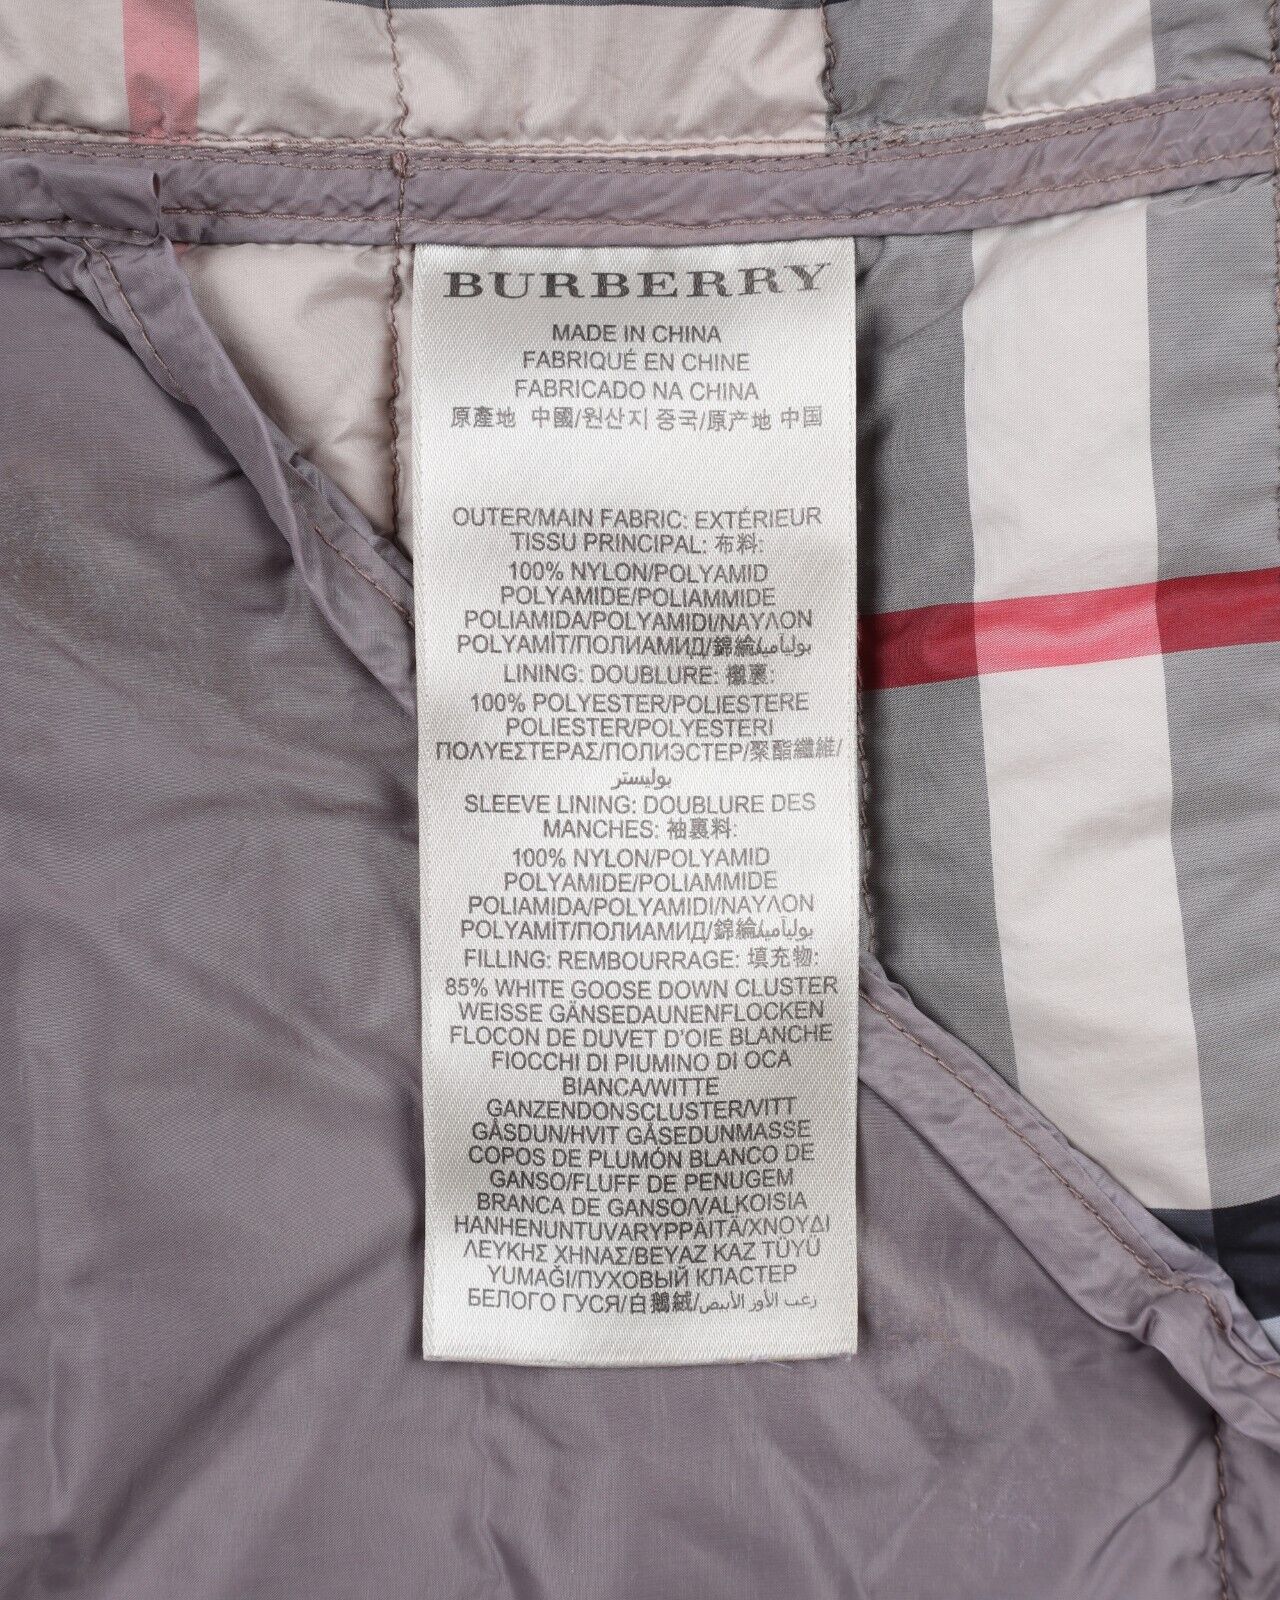 BURBERRY
MADE IN CHINA
FABRIQUÉ EN CHINE
FABRICADO NA CHINA
原產地 中國/원산지 중국/原产地 中国
OUTER/MAIN FABRIC: EXTÉRIEUR
TISSU PRINCIPAL: 布料:
100% NYLON/POLYAMID
POLYAMIDE/POLIAMMIDE
POLIAMIDA/POLYAMIDI/ΝΑΥΛΟΝ
POLYAMİT/ПОЛИАМИД/錦綸/بوليأميد
LINING: DOUBLURE: 襯裏:
100% POLYESTER/POLIESTERE
POLIESTER/POLYESTERI
ΠΟΛΥΕΣΤΕΡΑΣ/ПОЛИЭСТЕР/聚酯纖維/
بوليستر
SLEEVE LINING: DOUBLURE DES
MANCHES: 袖裏料:
100% NYLON/POLYAMID
POLYAMIDE/POLIAMMIDE
POLIAMIDA/POLYAMIDI/ΝΑΥΛΟΝ
POLYAMİT/ПОЛИАМИД/錦綸/بوليأميد
FILLING: REMBOURRAGE: 填充物:
85% WHITE GOOSE DOWN CLUSTER
WEISSE GÄNSEDAUNENFLOCKEN
FLOCON DE DUVET D'OIE BLANCHE
FIOCCHI DI PIUMINO DI OCA
BIANCA/WITTE
GANZENDONSCLUSTER/VITT
GÅSDUN/HVIT GÅSEDUNMASSE
COPOS DE PLUMÓN BLANCO DE
GANSO/FLUFF DE PENUGEM
BRANCA DE GANSO/VALKOISIA
HANHENUNTUVARYPPÄITÄ/ΧΝΟΥΔΙ
ΛΕΥΚΗΣ ΧΗΝΑΣ/BEYAZ KAZ TÜYÜ
YUMAĞI/ПУХОВЫЙ КЛАСТЕР
БЕЛОГО ГУСЯ/白鵝絨/زغب الأوز الأبيض